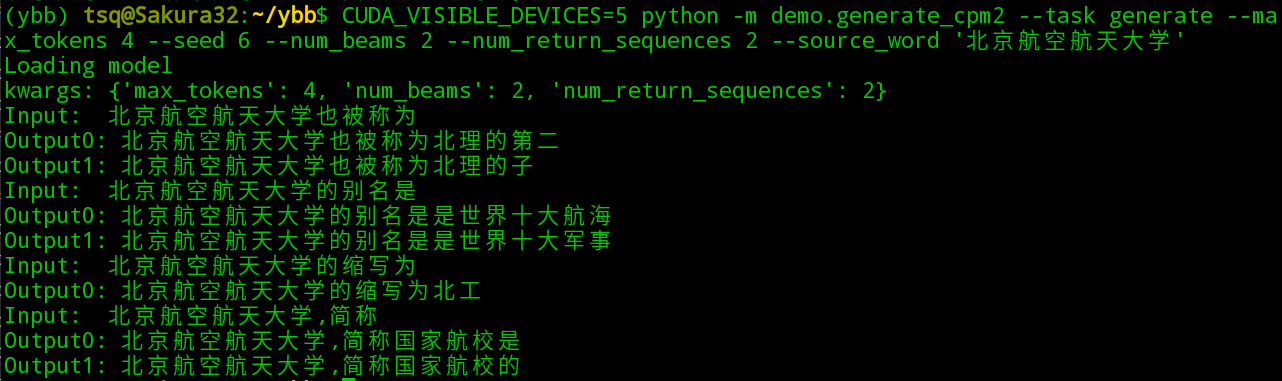 (ybb) tsq@Sakura32:~/ybb$ CUDA_VISIBLE_DEVICES=5 python -m demo.generate_cpm2 --task generate --ma
x_tokens 4 --seed 6 --num_beams 2 --num_return_sequences 2 --source_word '北京航空航天大学'
Loading model
kwargs: {'max_tokens': 4, 'num_beams': 2, 'num_return_sequences': 2}
Input:  北京航空航天大学也被称为
Output0: 北京航空航天大学也被称为北理的第二
Output1: 北京航空航天大学也被称为北理的子
Input:  北京航空航天大学的别名是
Output0: 北京航空航天大学的别名是是世界十大航海
Output1: 北京航空航天大学的别名是是世界十大军事
Input:  北京航空航天大学的缩写为
Output0: 北京航空航天大学的缩写为北工
Input:  北京航空航天大学,简称
Output0: 北京航空航天大学,简称国家航校是
Output1: 北京航空航天大学,简称国家航校的